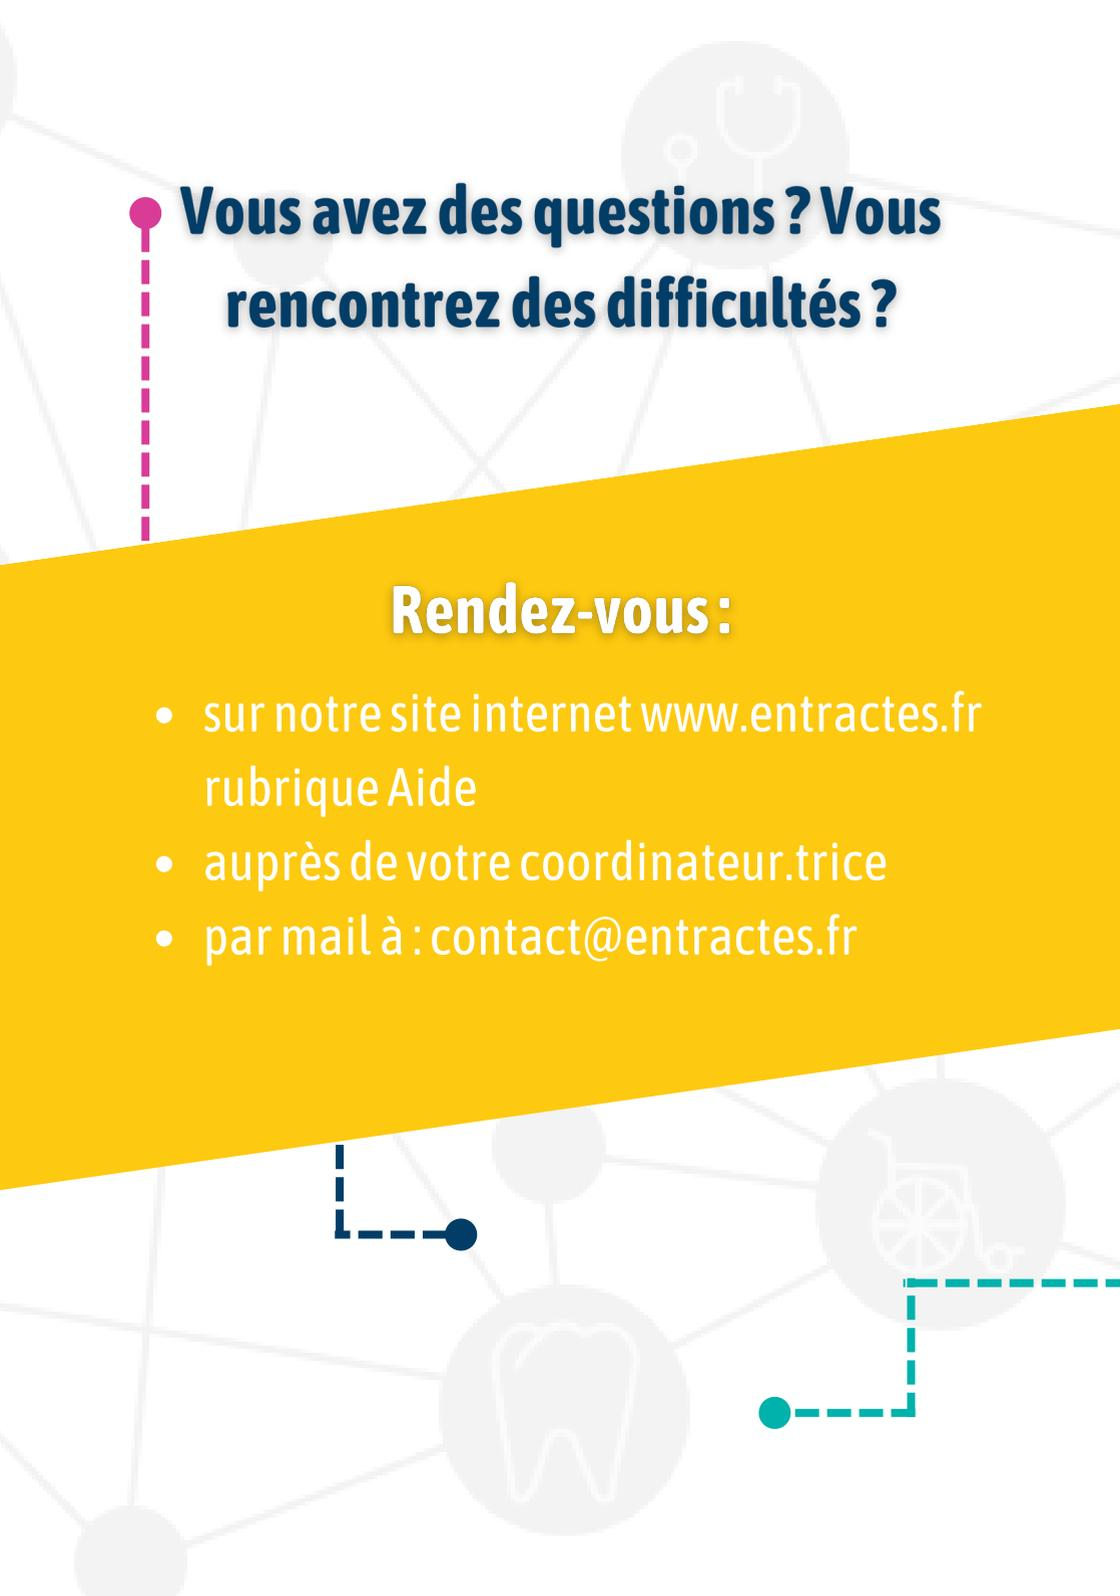 Vous avez des questions ? Vous
rencontrez des difficultés ?
Rendez-vous :
• sur notre site internet www.entractes.fr
rubrique Aide
• auprès de votre coordinateur.trice
• par mail à : contact@entractes.fr